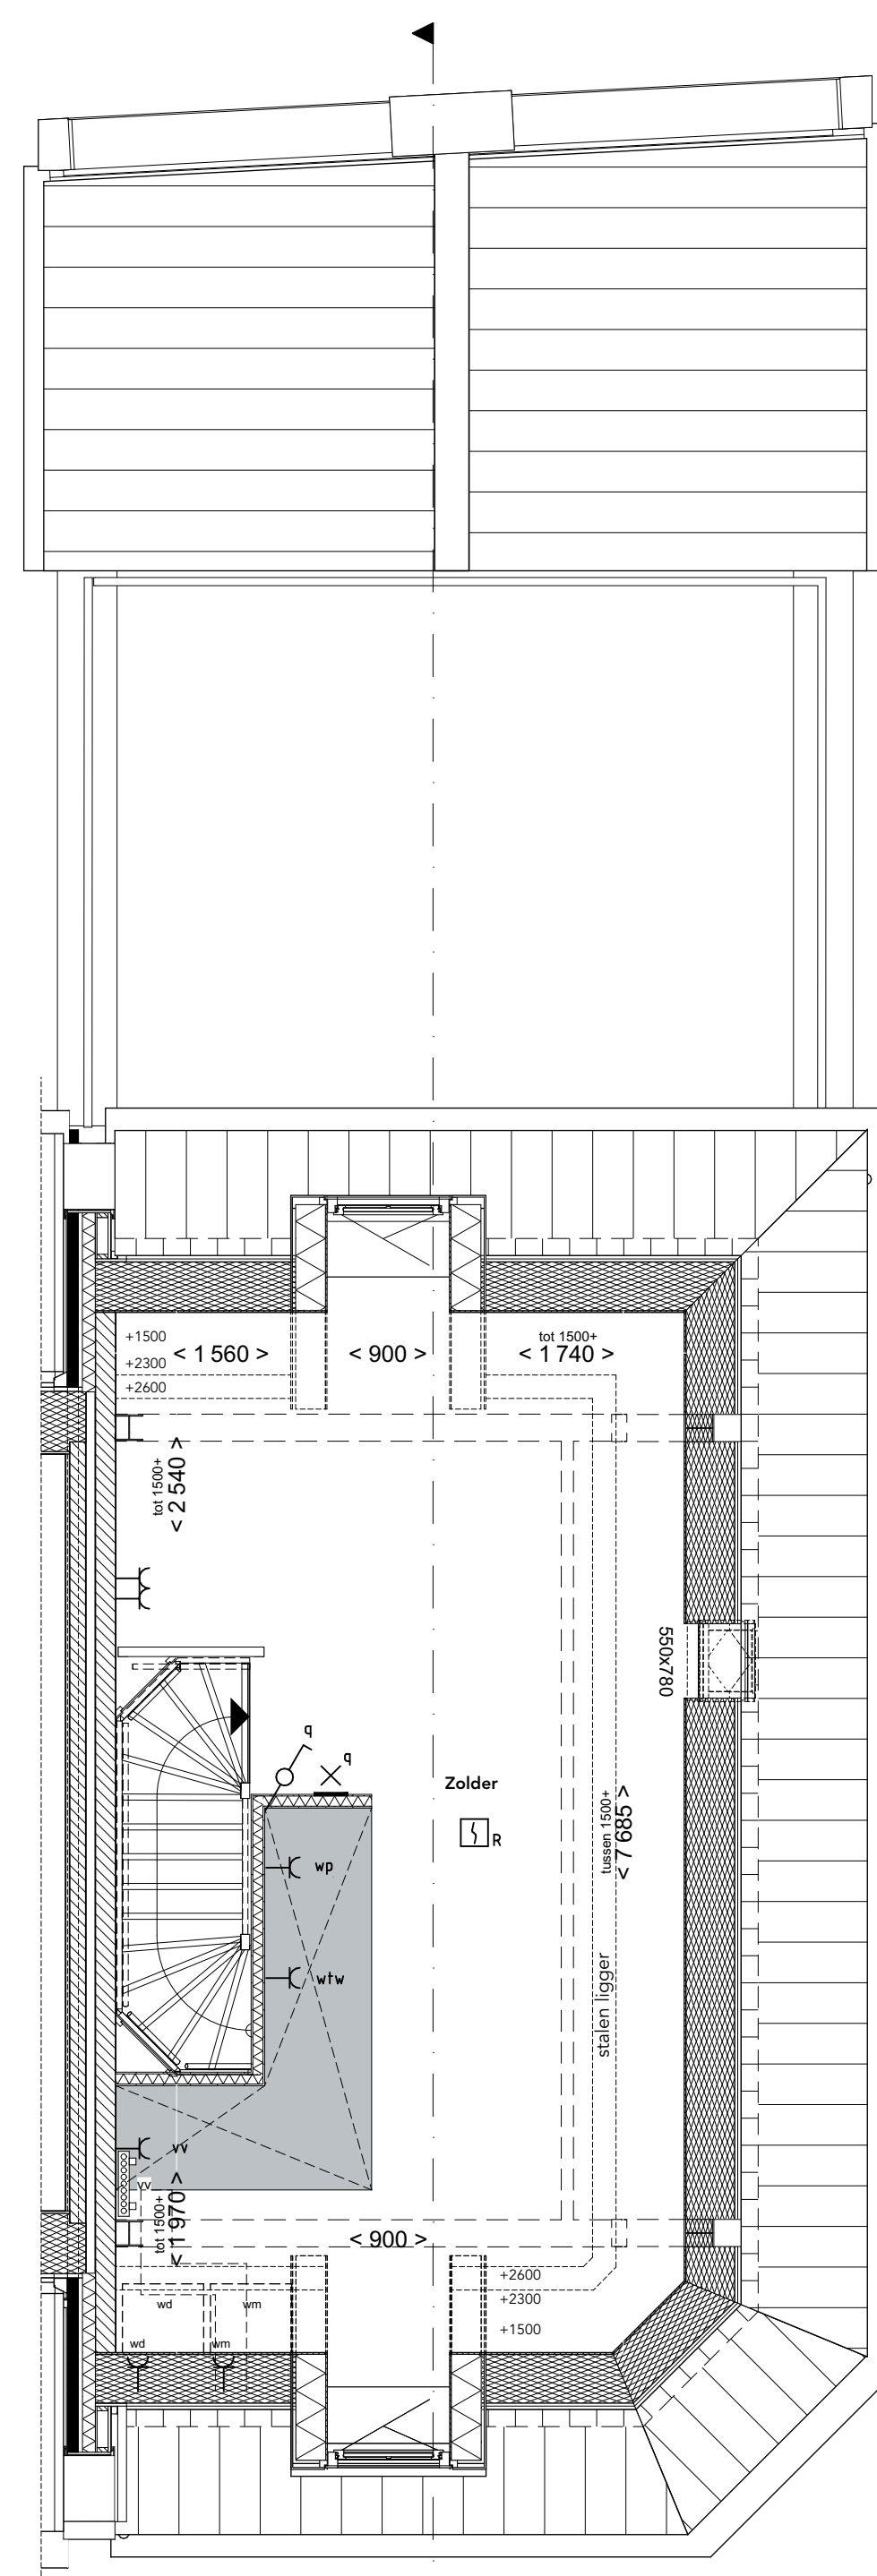 +1500
+2300
+2600
< 1 560 >
< 900 >
tot 1500+
< 1 740 >
tot 1500+
< 2 540 >
550x780
q
q
Zolder
R
wp
wtw
tussen 1500+
< 7 685 >
stalen ligger
vv
vv
tot 1500+
< 1 970 >
< 900 >
+2600
+2300
+1500
wd
wm
wd
wm